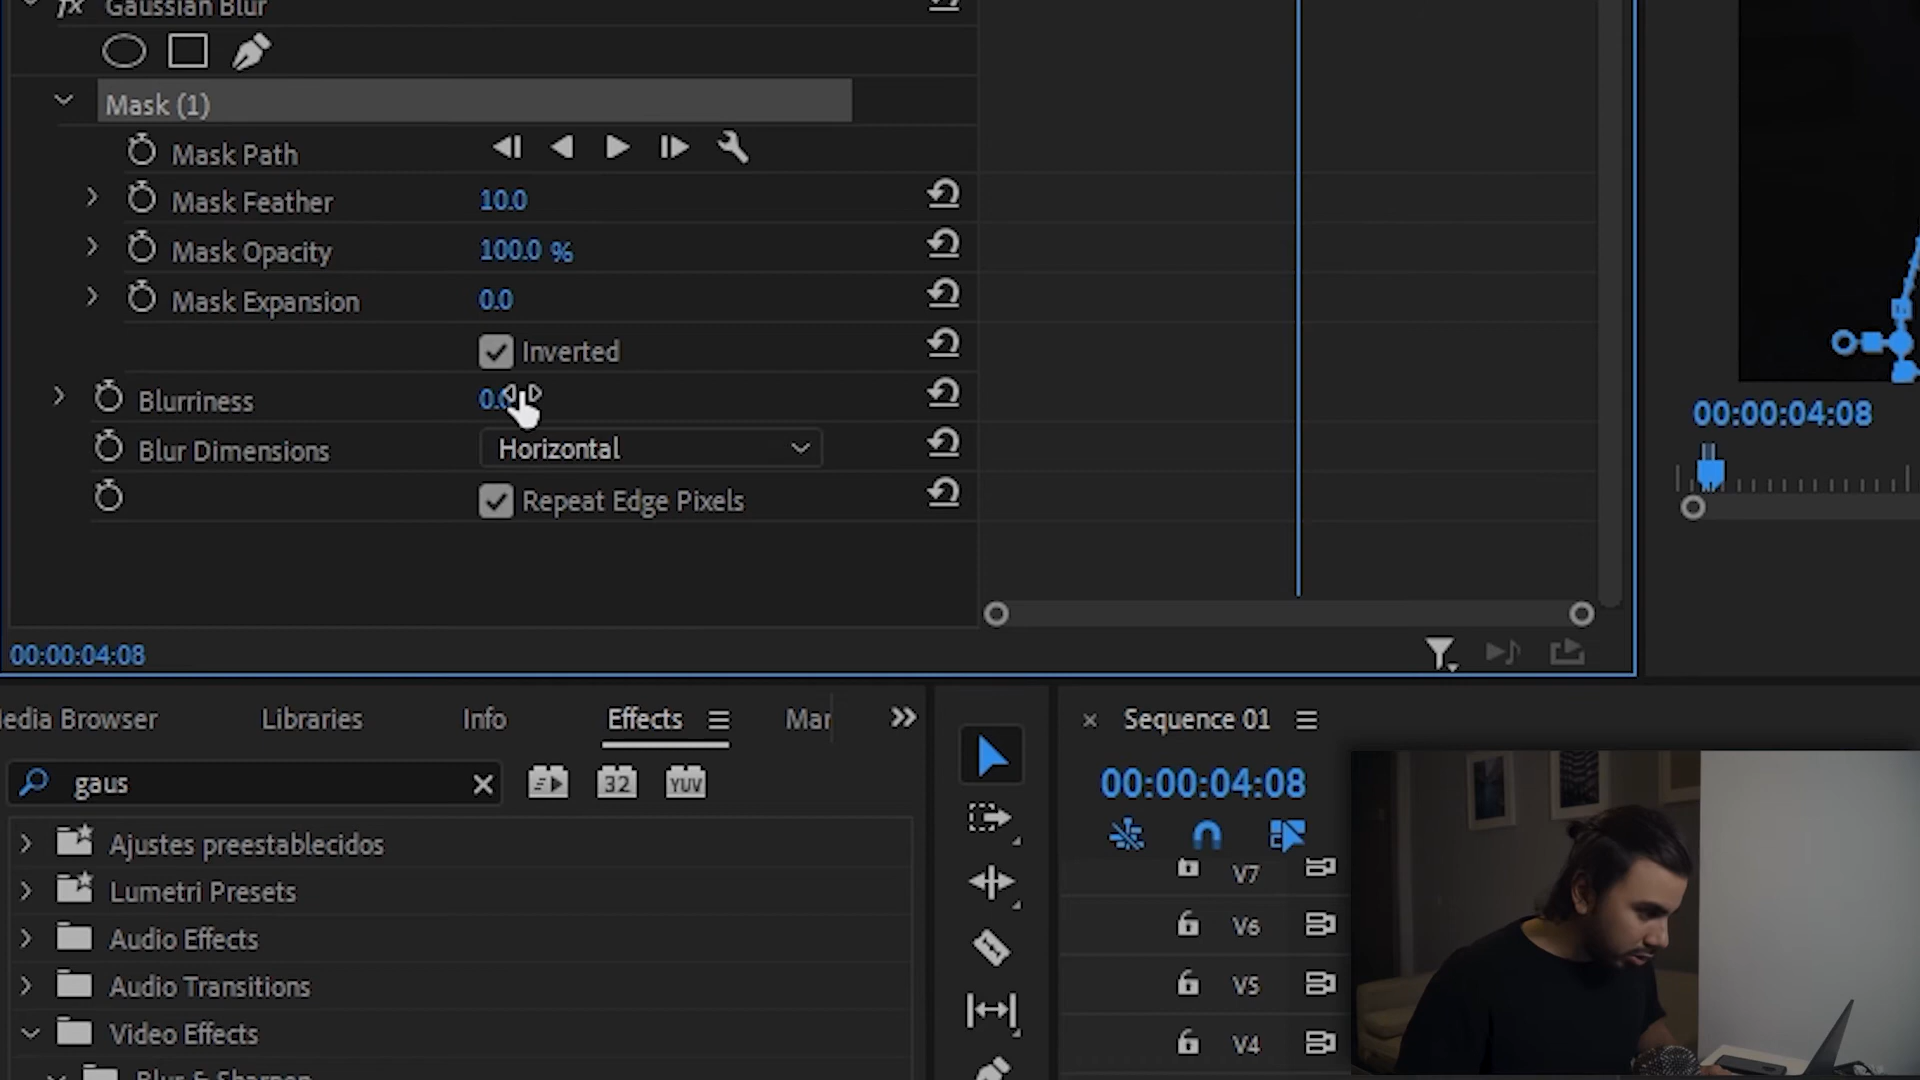 fx Gaussian Blur
Mask (1)
Mask Path
Mask Feather 10.0
Mask Opacity 100.0 %
Mask Expansion 0.0
Inverted
Blurriness
Blur Dimensions Horizontal
Repeat Edge Pixels
00:00:04:08
00:00:04:08
Browser Libraries Info Effects
gaus 32 YUV
Ajustes preestablecidos
Lumetri Presets
Audio Effects
Audio Transitions
Video Effects
Blur & Sharpen
× Sequence 01
00:00:04:08
V7
V6
V5
V4